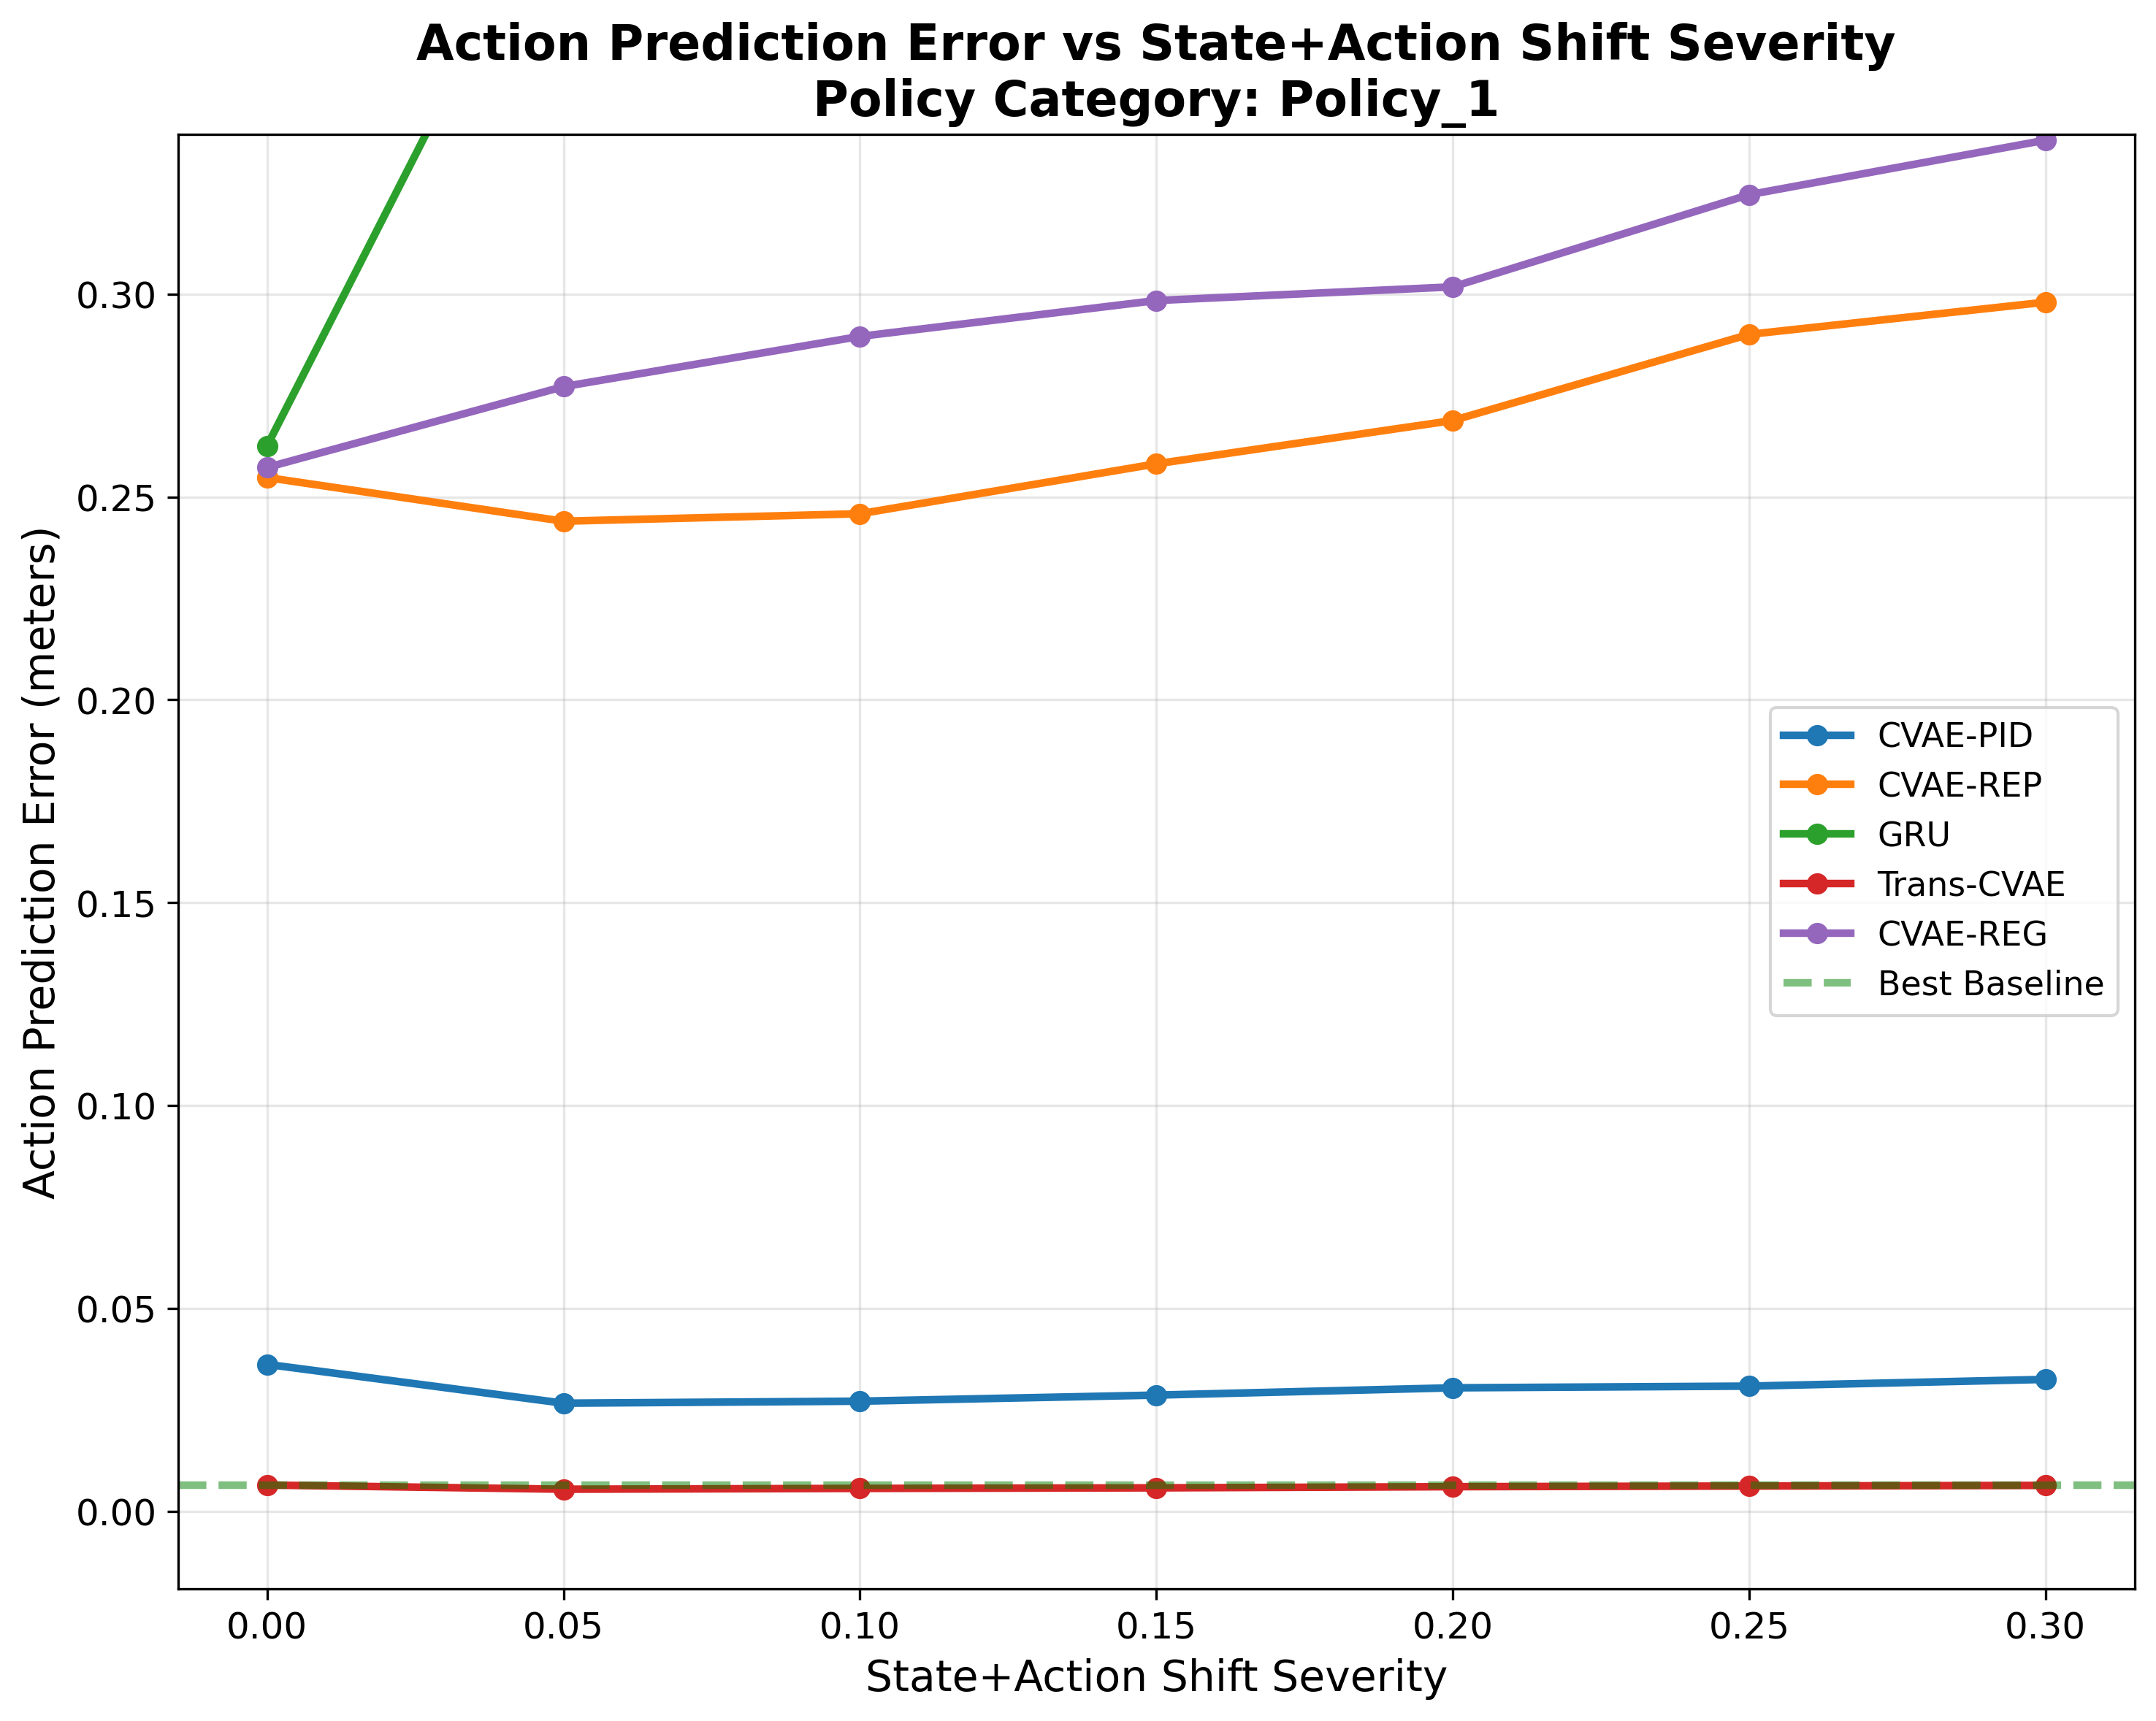 Action Prediction Error vs State+Action Shift Severity
Policy Category: Policy_1
Action Prediction Error (meters)
0.30
0.25
0.20
0.15
0.10
0.05
0.00
CVAE-PID
CVAE-REP
GRU
Trans-CVAE
CVAE-REG
Best Baseline
0.00 0.05 0.10 0.15 0.20 0.25 0.30
State+Action Shift Severity